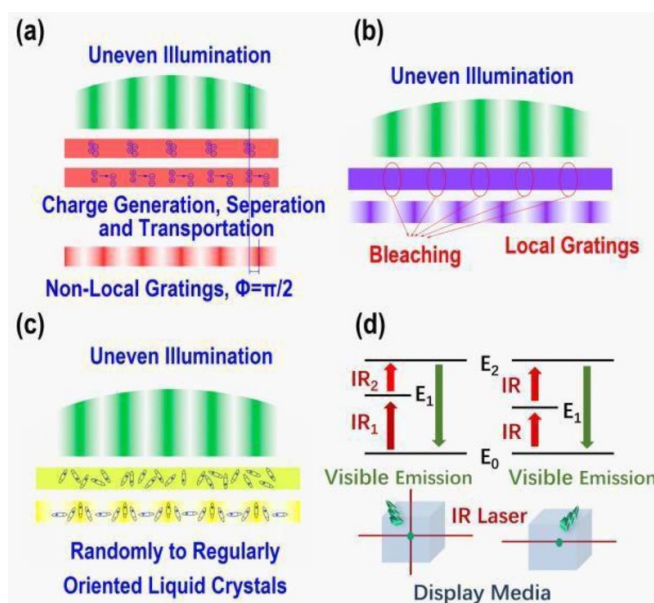 (a)
Uneven Illumination
Charge Generation, Seperation
and Transportation
Non-Local Gratings, Φ=π/2
(b)
Uneven Illumination
Bleaching
Local Gratings
(c)
Uneven Illumination
Randomly to Regularly
Oriented Liquid Crystals
(d)
E₂
IR₂
E₁
IR₁
IR
E₁
IR
E₀
Visible Emission
Visible Emission
IR Laser
Display Media